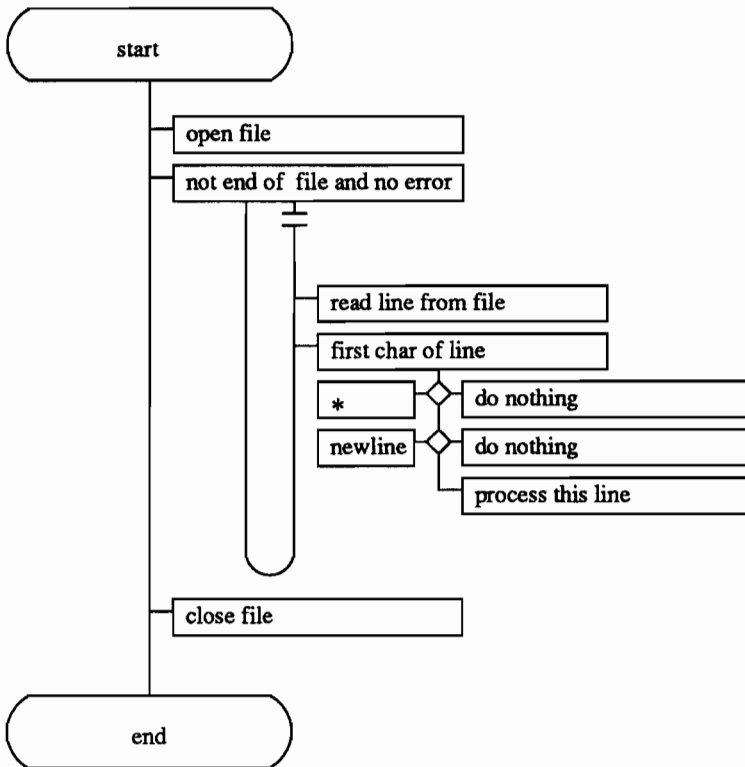 start
open file
not end of file and no error
read line from file
first char of line
* do nothing
newline do nothing
process this line
close file
end